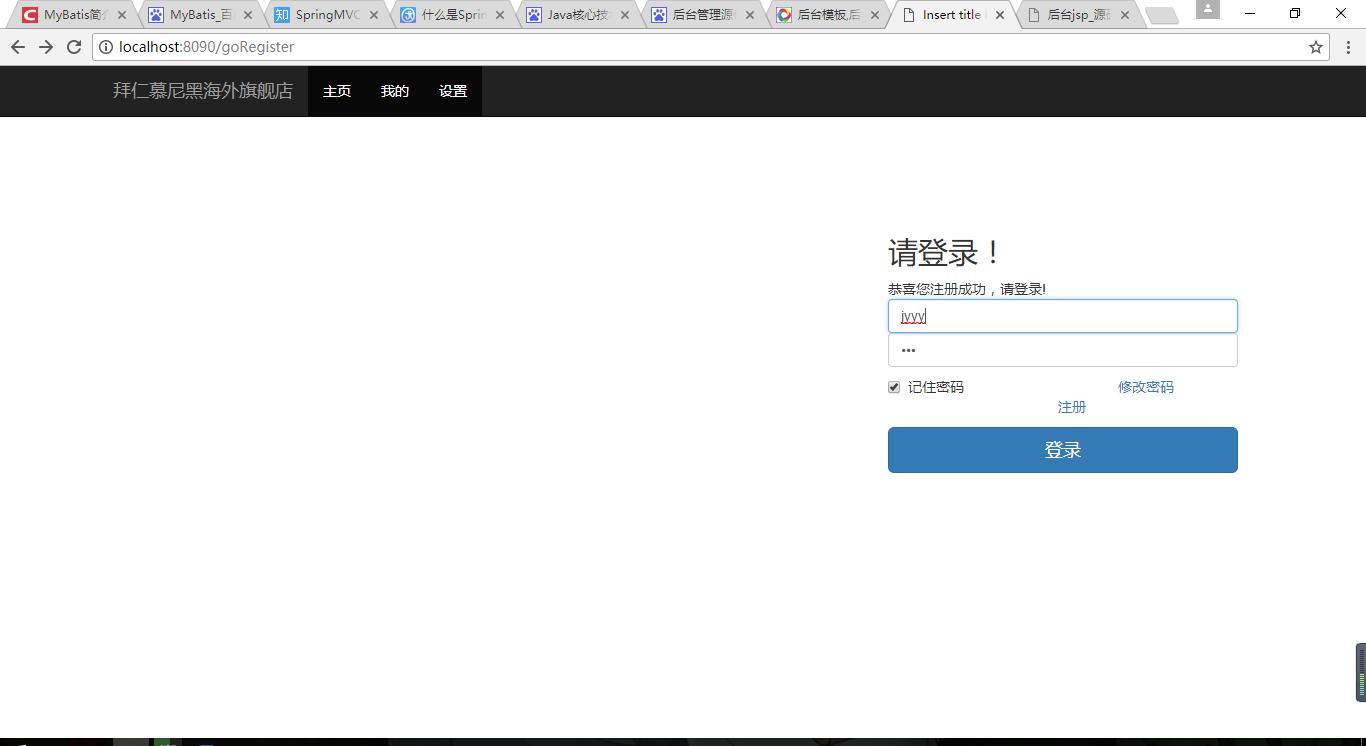 MyBatis简介
MyBatis_百
SpringMVC
什么是Sprin
Java核心技
后台管理源
后台模板,后
Insert title
后台jsp_源
localhost:8090/goRegister
拜仁慕尼黑海外旗舰店
主页
我的
设置
请登录！
恭喜您注册成功，请登录!
jyyy
•••
记住密码
修改密码
注册
登录